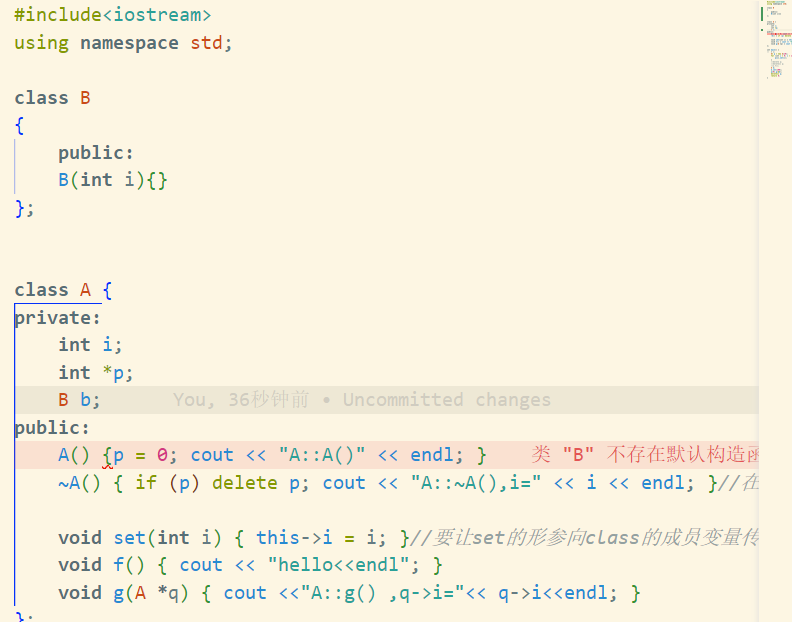 #include<iostream>
using namespace std;
class B
{
public:
B(int i){}
};
class A {
private:
int i;
int *p;
B b; You, 36秒钟前 • Uncommitted changes
public:
A() {p = 0; cout << "A::A()" << endl; } 类 "B" 不存在默认构造函
~A() { if (p) delete p; cout << "A::~A(),i=" << i << endl; }//在
void set(int i) { this->i = i; }//要让set的形参向class的成员变量传
void f() { cout << "hello<<endl"; }
void g(A *q) { cout <<"A::g() ,q->i="<< q->i<<endl; }
};